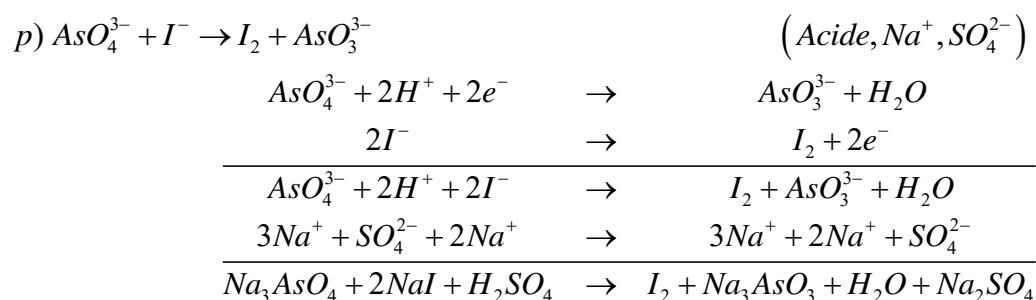 p) AsO₄³⁻ + I⁻ → I₂ + AsO₃³⁻ (Acide, Na⁺, SO₄²⁻)
AsO₄³⁻ + 2H⁺ + 2e⁻ → AsO₃³⁻ + H₂O
2I⁻ → I₂ + 2e⁻
AsO₄³⁻ + 2H⁺ + 2I⁻ → I₂ + AsO₃³⁻ + H₂O
3Na⁺ + SO₄²⁻ + 2Na⁺ → 3Na⁺ + 2Na⁺ + SO₄²⁻
Na₃AsO₄ + 2NaI + H₂SO₄ → I₂ + Na₃AsO₃ + H₂O + Na₂SO₄